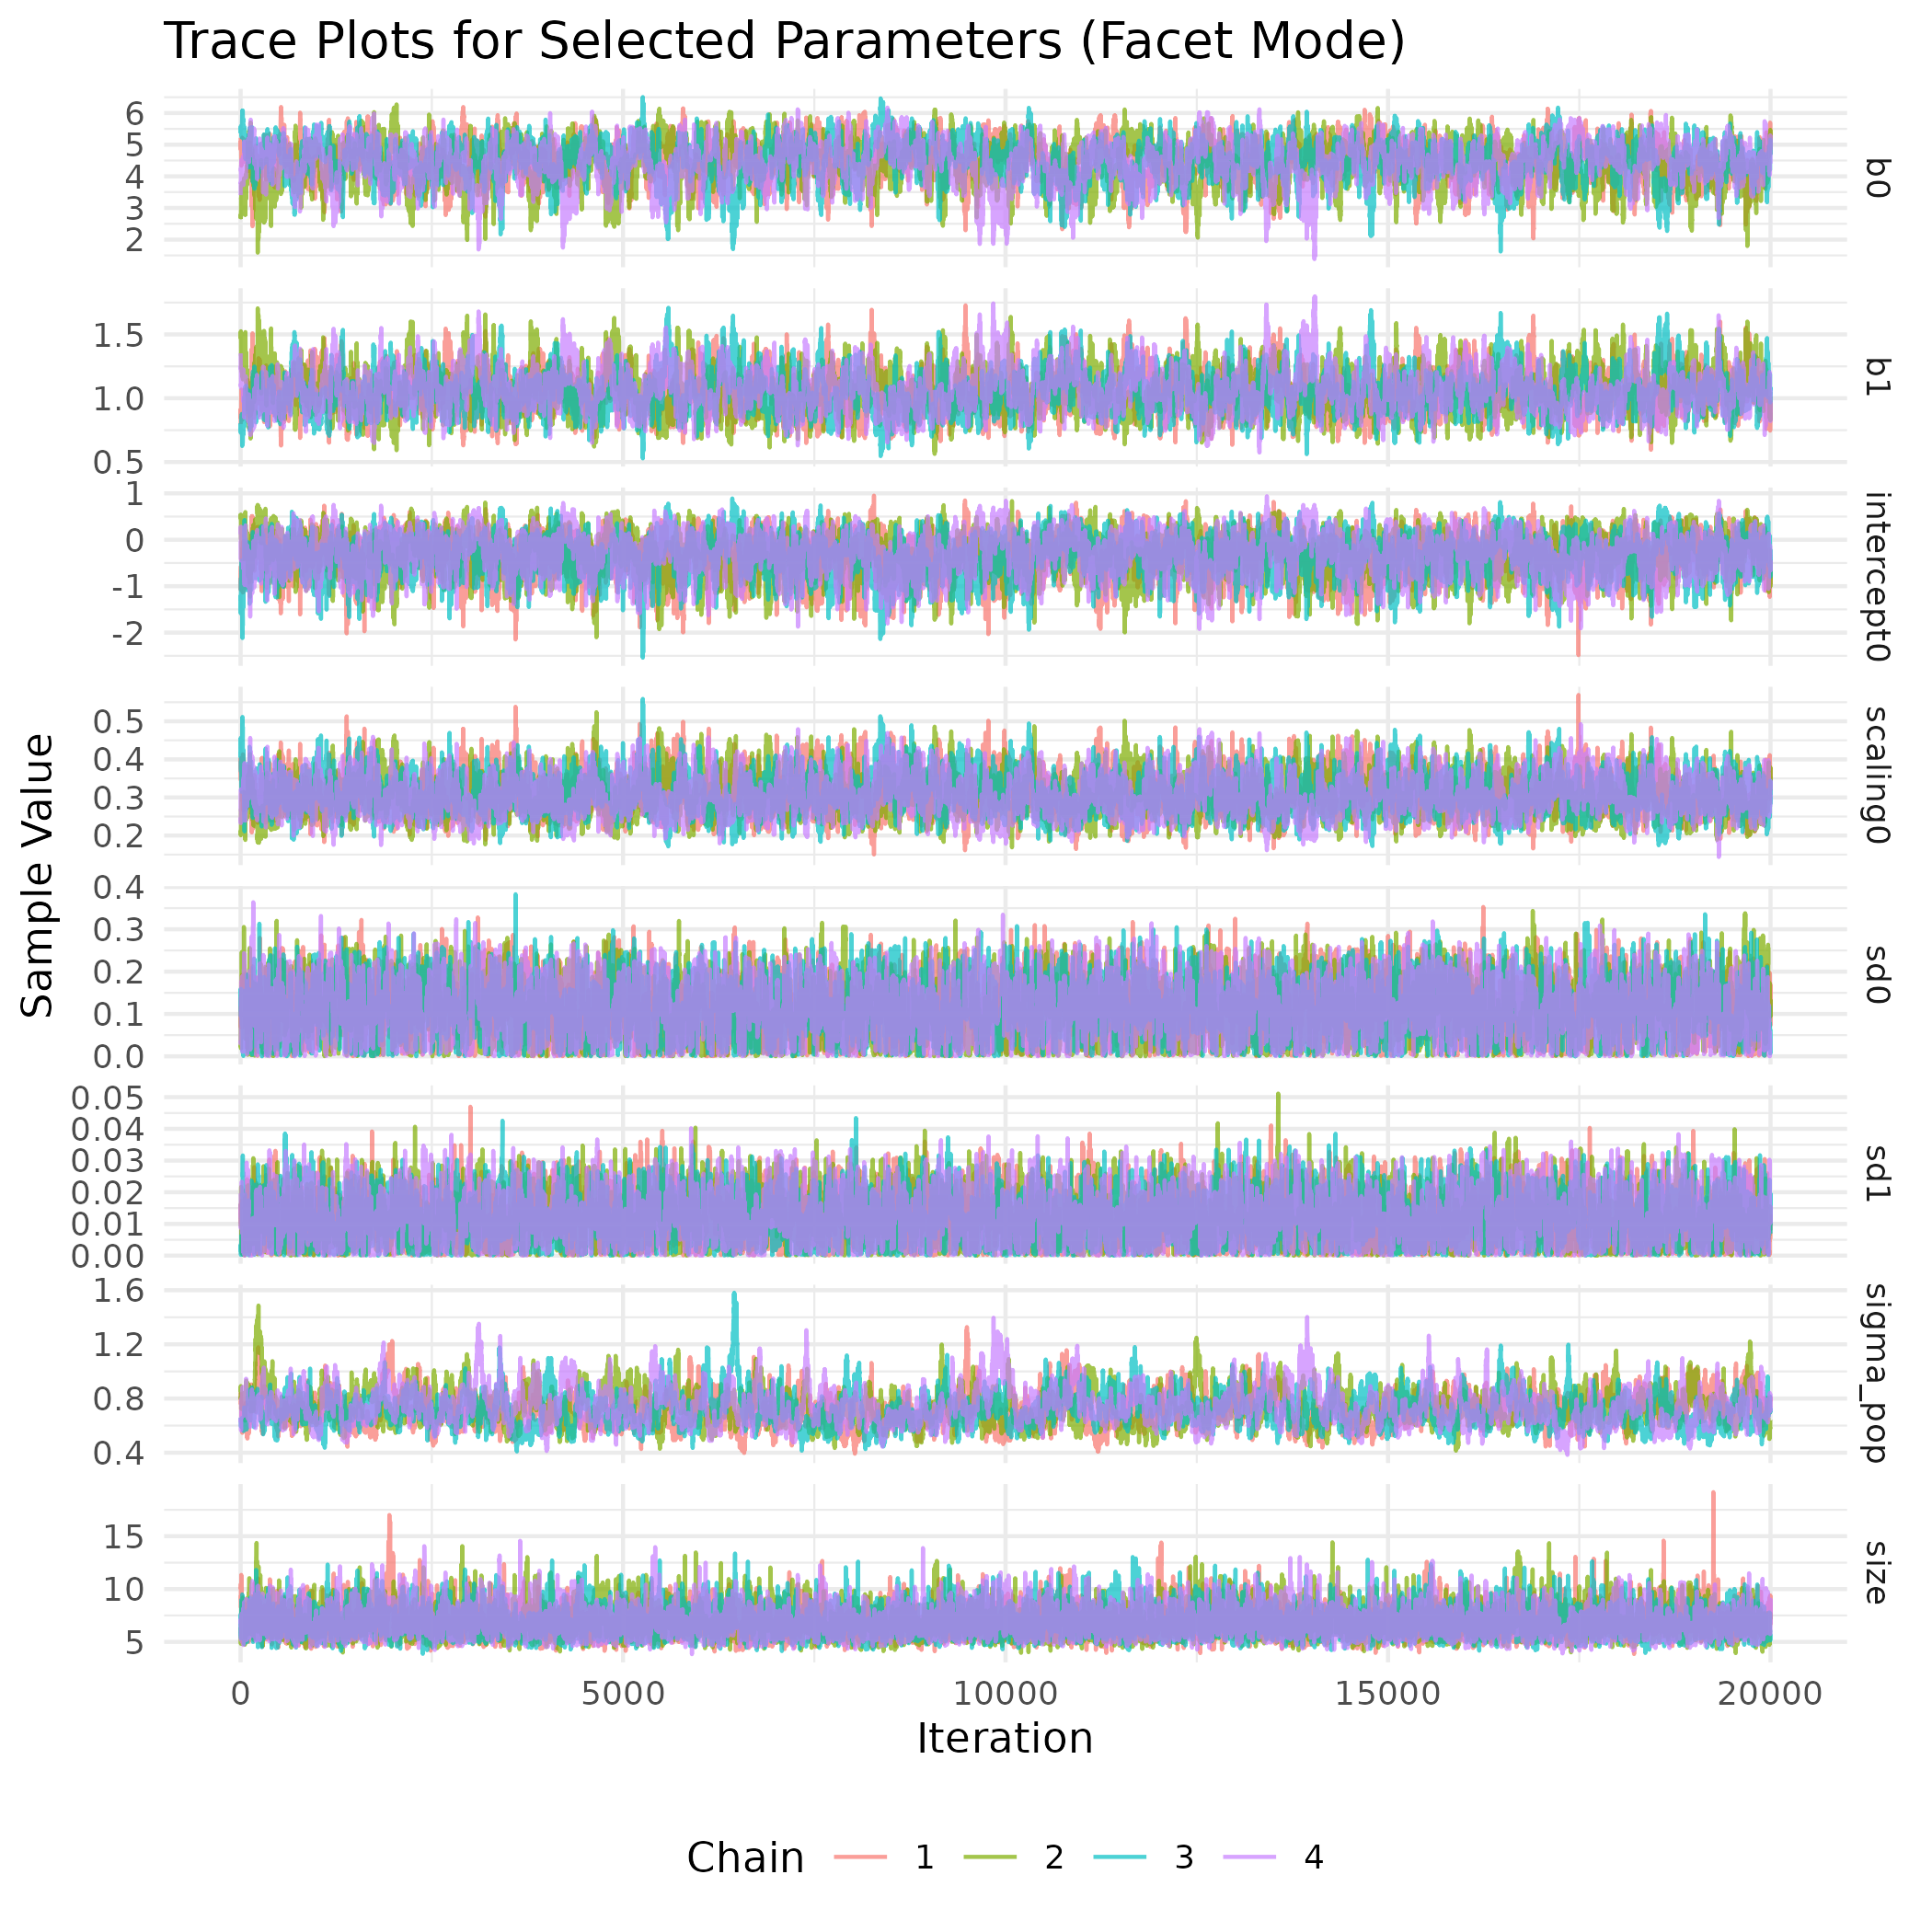 Trace Plots for Selected Parameters (Facet Mode)
6
5
4
3
2
b0
1.5
1.0
0.5
b1
1
0
-1
-2
intercept0
0.5
0.4
0.3
0.2
scaling0
0.4
0.3
0.2
0.1
0.0
sd0
0.05
0.04
0.03
0.02
0.01
0.00
sd1
1.6
1.2
0.8
0.4
sigma_pop
15
10
5
size
Sample Value
0 5000 10000 15000 20000
Iteration
Chain 1 2 3 4